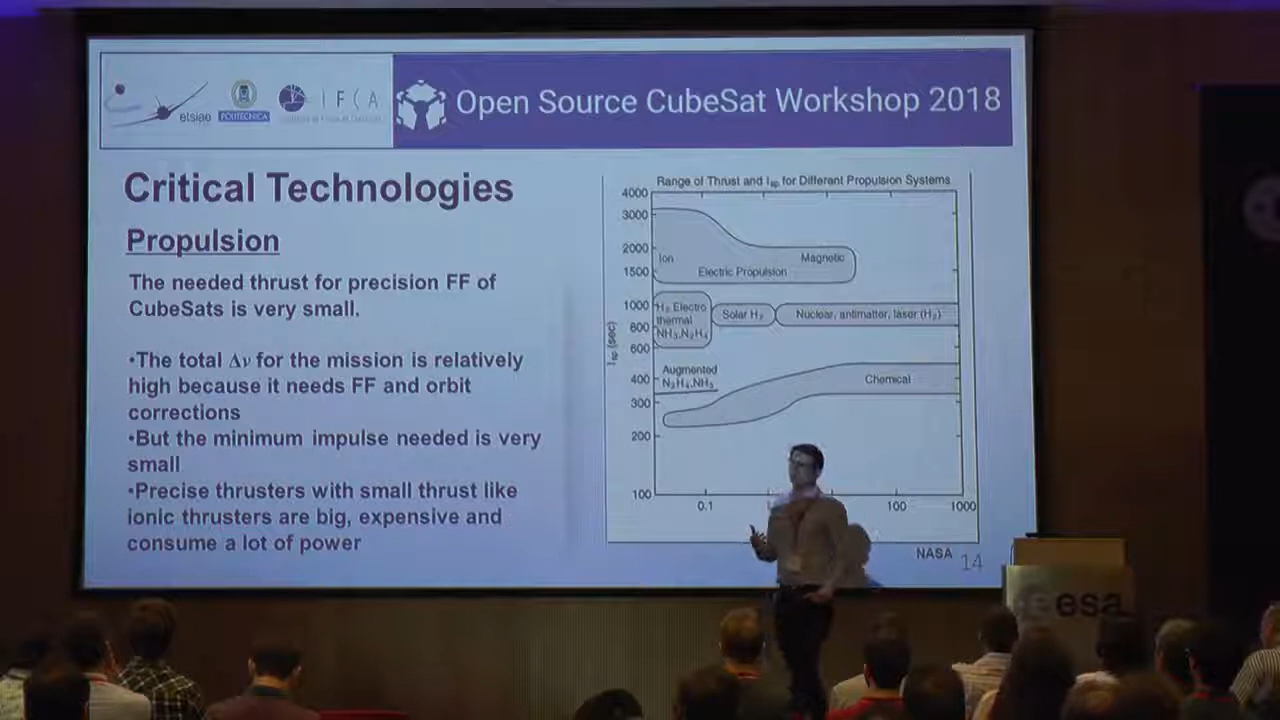 etsiae
POLITECNICA
IFCA
Open Source CubeSat Workshop 2018
Critical Technologies
Propulsion
The needed thrust for precision FF of
CubeSats is very small.
•The total Δv for the mission is relatively
high because it needs FF and orbit
corrections
•But the minimum impulse needed is very
small
•Precise thrusters with small thrust like
ionic thrusters are big, expensive and
consume a lot of power
Range of Thrust and Isp for Different Propulsion Systems
4000
3000
2000
1500
1000
800
600
400
300
200
100
Isp (sec)
Ion
Magnetic
Electric Propulsion
H₂ Electro
thermal
NH₃,N₂H₄
Solar H₂
Nuclear, antimatter, laser (H₂)
Augmented
N₂H₄,NH₃
Chemical
0.1
100
1000
NASA
14
esa